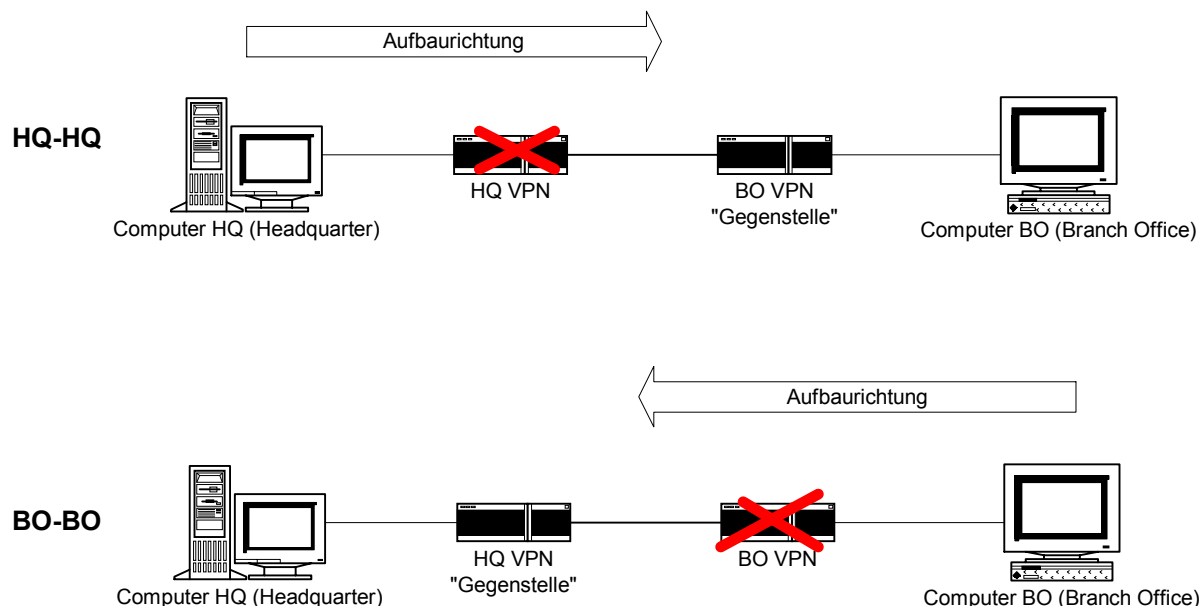 Aufbaurichtung
HQ-HQ
HQ VPN
BO VPN
"Gegenstelle"
Computer HQ (Headquarter)
Computer BO (Branch Office)
Aufbaurichtung
BO-BO
HQ VPN
"Gegenstelle"
BO VPN
Computer HQ (Headquarter)
Computer BO (Branch Office)